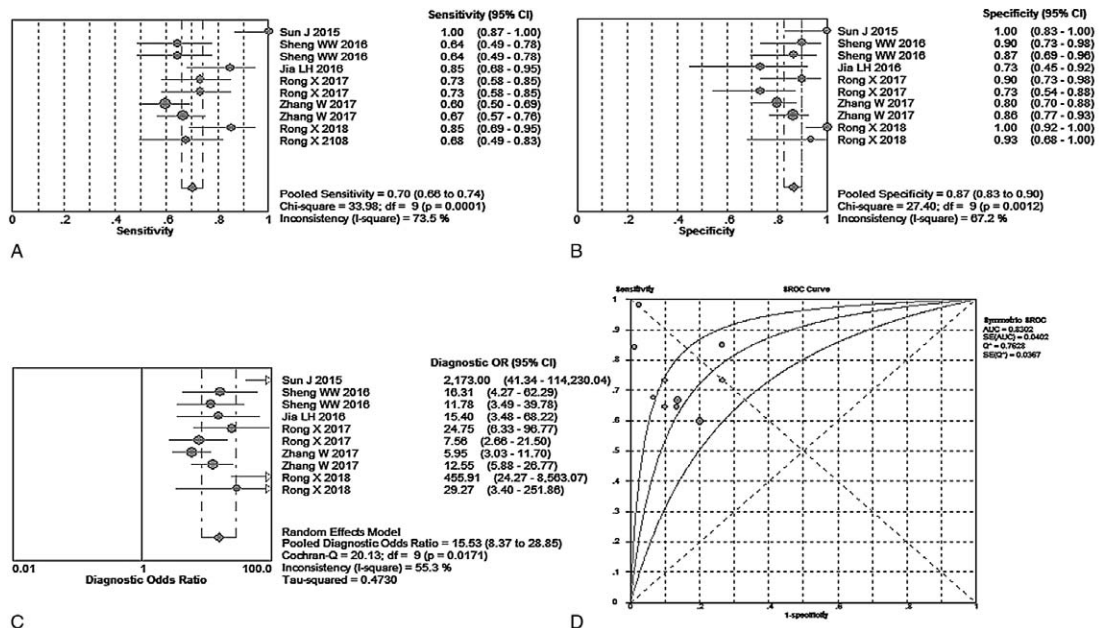 Sensitivity (95% CI)
Sun J 2015 1.00 (0.87 - 1.00)
Sheng WW 2016 0.64 (0.49 - 0.78)
Sheng WW 2016 0.64 (0.49 - 0.78)
Jia LH 2016 0.85 (0.68 - 0.95)
Rong X 2017 0.73 (0.58 - 0.85)
Rong X 2017 0.73 (0.58 - 0.85)
Zhang W 2017 0.60 (0.50 - 0.69)
Zhang W 2017 0.67 (0.57 - 0.76)
Rong X 2018 0.85 (0.69 - 0.95)
Rong X 2108 0.68 (0.49 - 0.83)
Pooled Sensitivity = 0.70 (0.66 to 0.74)
Chi-square = 33.98; df = 9 (p = 0.0001)
Inconsistency (I-square) = 73.5 %
0 .2 .4 .6 .8 1
Sensitivity
A
Specificity (95% CI)
Sun J 2015 1.00 (0.83 - 1.00)
Sheng WW 2016 0.90 (0.73 - 0.98)
Sheng WW 2016 0.87 (0.69 - 0.96)
Jia LH 2016 0.73 (0.45 - 0.92)
Rong X 2017 0.90 (0.73 - 0.98)
Rong X 2017 0.73 (0.54 - 0.88)
Zhang W 2017 0.80 (0.70 - 0.88)
Zhang W 2017 0.86 (0.77 - 0.93)
Rong X 2018 1.00 (0.92 - 1.00)
Rong X 2018 0.93 (0.68 - 1.00)
Pooled Specificity = 0.87 (0.83 to 0.90)
Chi-square = 27.40; df = 9 (p = 0.0012)
Inconsistency (I-square) = 67.2 %
0 .2 .4 .6 .8 1
Specificity
B
Diagnostic OR (95% CI)
Sun J 2015 2,173.00 (41.34 - 114,230.04)
Sheng WW 2016 16.31 (4.27 - 62.29)
Sheng WW 2016 11.78 (3.49 - 39.78)
Jia LH 2016 15.40 (3.48 - 68.22)
Rong X 2017 24.75 (6.33 - 96.77)
Rong X 2017 7.56 (2.66 - 21.50)
Zhang W 2017 5.95 (3.03 - 11.70)
Zhang W 2017 12.55 (5.88 - 26.77)
Rong X 2018 455.91 (24.27 - 8,563.07)
Rong X 2018 29.27 (3.40 - 251.86)
Random Effects Model
Pooled Diagnostic Odds Ratio = 15.53 (8.37 to 28.85)
Cochran-Q = 20.13; df = 9 (p = 0.0171)
Inconsistency (I-square) = 55.3 %
Tau-squared = 0.4730
0.01 1 100.0
Diagnostic Odds Ratio
C
Sensitivity
SROC Curve
1
.9
.8
.7
.6
.5
.4
.3
.2
.1
0
0 .2 .4 .6 .8 1
1-specificity
Symmetric SROC
AUC = 0.8302
SE(AUC) = 0.0402
Q* = 0.7628
SE(Q*) = 0.0367
D